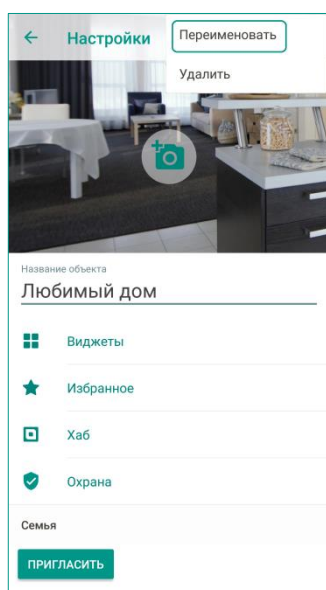 Настройки
Переименовать
Удалить
Название объекта
Любимый дом
Виджеты
Избранное
Хаб
Охрана
Семья
ПРИГЛАСИТЬ